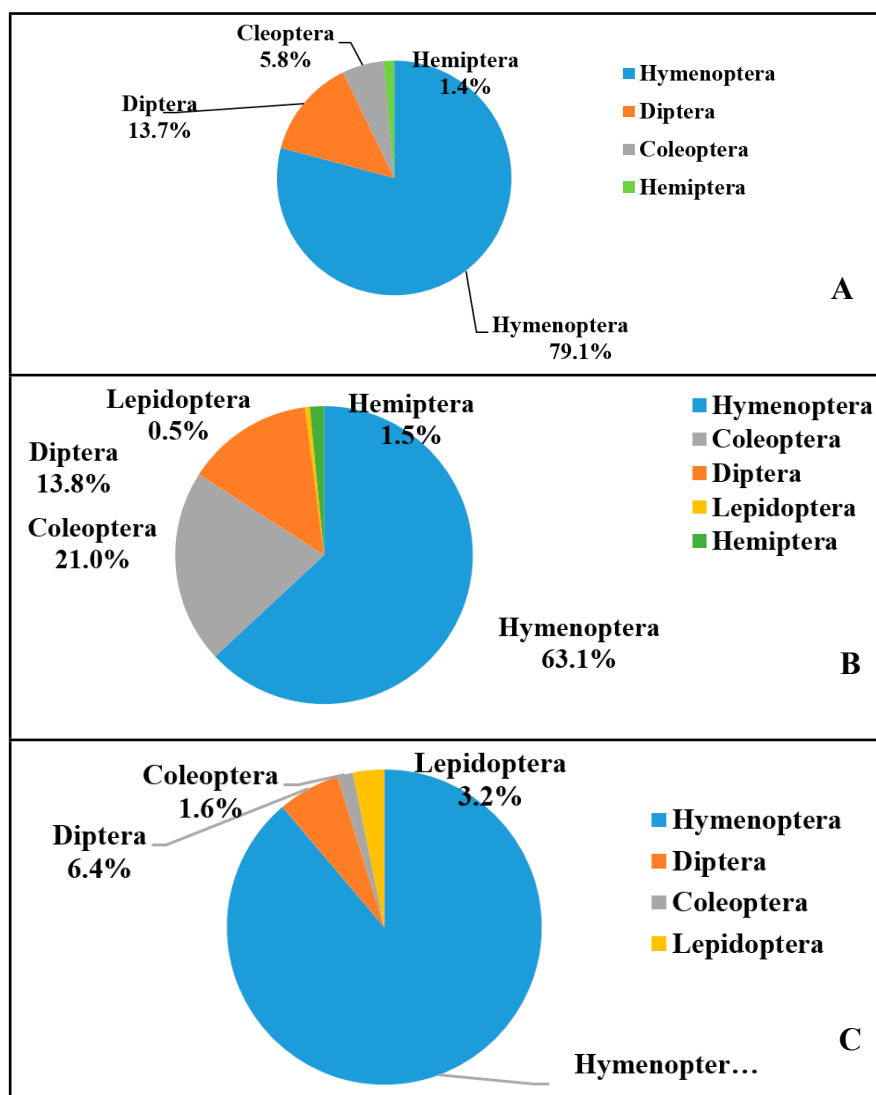 Cleoptera
5.8%
Hemiptera
1.4%
Diptera
13.7%
Hymenoptera
79.1%
Hymenoptera
Diptera
Coleoptera
Hemiptera
A
Lepidoptera
0.5%
Hemiptera
1.5%
Diptera
13.8%
Coleoptera
21.0%
Hymenoptera
63.1%
Hymenoptera
Coleoptera
Diptera
Lepidoptera
Hemiptera
B
Coleoptera
1.6%
Lepidoptera
3.2%
Diptera
6.4%
Hymenopter…
Hymenoptera
Diptera
Coleoptera
Lepidoptera
C